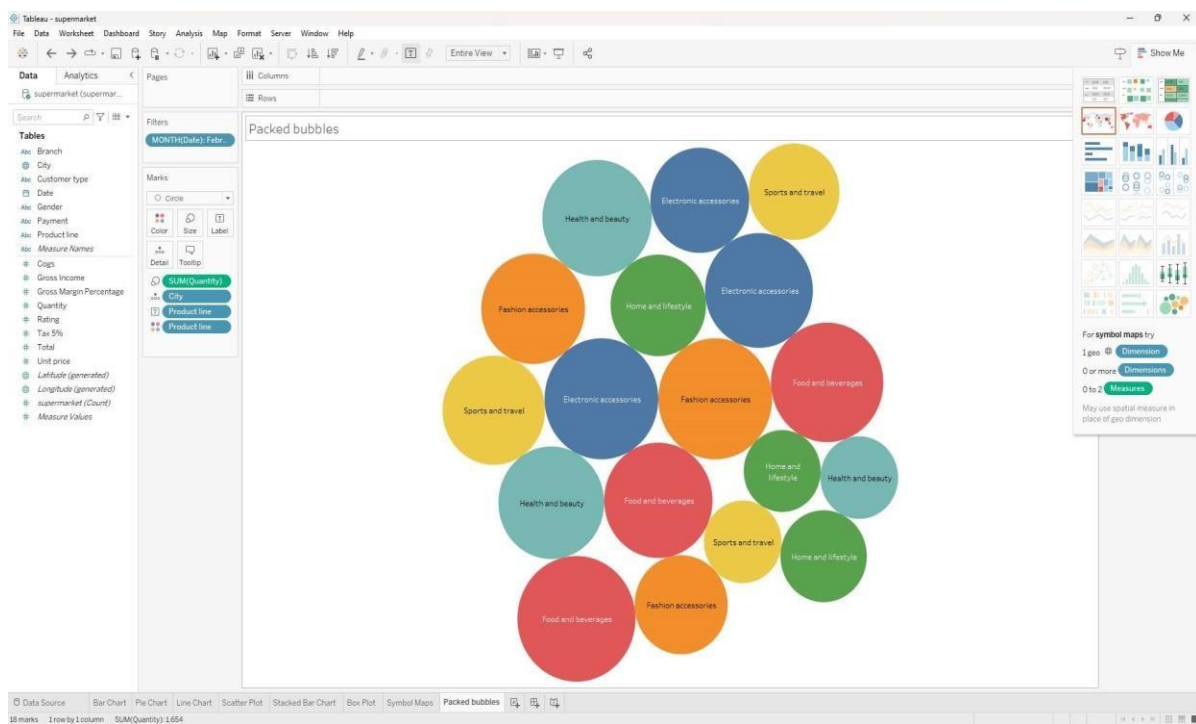 Tableau - supermarket
File Data Worksheet Dashboard Story Analysis Map Format Server Window Help
Entire View
Show Me
Data Analytics
supermarket (supermar...
Search
Tables
Abc Branch
City
Abc Customer type
Date
Abc Gender
Abc Payment
Abc Product line
Abc Measure Names
# Cogs
# Gross Income
# Gross Margin Percentage
# Quantity
# Rating
# Tax 5%
# Total
# Unit price
Latitude (generated)
Longitude (generated)
# supermarket (Count)
# Measure Values
Pages
Filters
MONTH(Date): Febr..
Marks
Circle
Color Size Label
Detail Tooltip
SUM(Quantity)
City
Product line
Product line
Columns
Rows
Packed bubbles
Sports and travel
Electronic accessories
Health and beauty
Electronic accessories
Home and lifestyle
Fashion accessories
Food and beverages
Electronic accessories
Fashion accessories
Sports and travel
Home and
lifestyle
Health and beauty
Food and beverages
Health and beauty
Sports and travel
Home and lifestyle
Fashion accessories
Food and beverages
For symbol maps try
1 geo Dimension
0 or more Dimensions
0 to 2 Measures
May use spatial measure in
place of geo dimension
Data Source Bar Chart Pie Chart Line Chart Scatter Plot Stacked Bar Chart Box Plot Symbol Maps Packed bubbles
18 marks 1 row by 1 column SUM(Quantity): 1,654